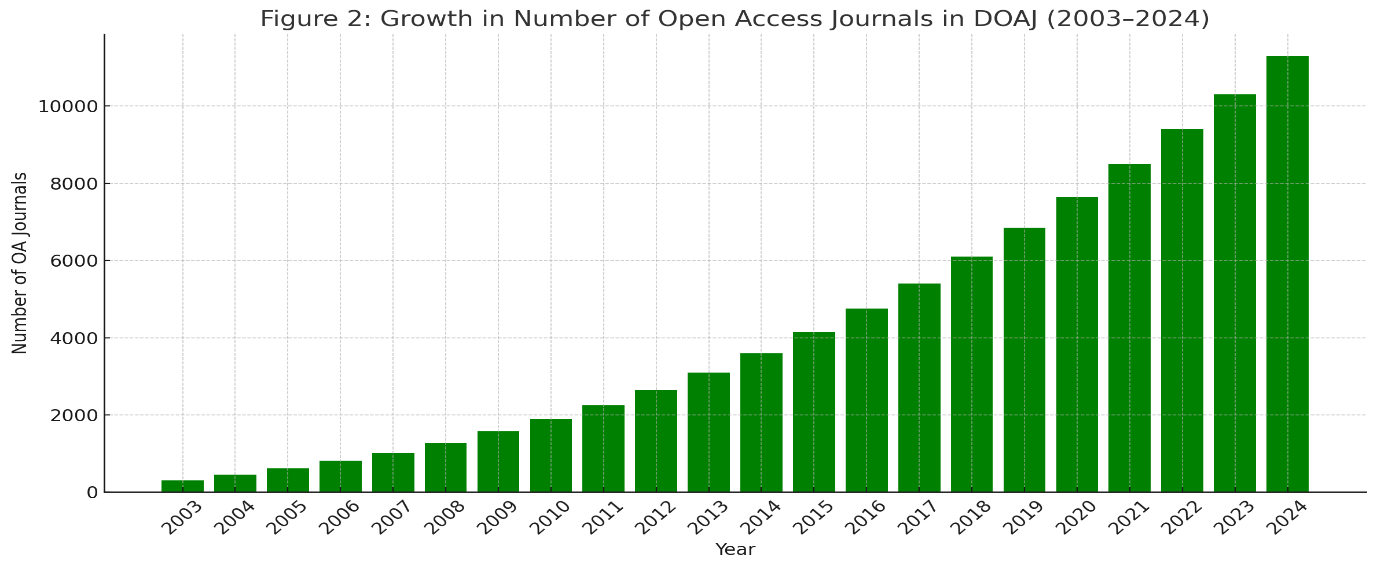 Figure 2: Growth in Number of Open Access Journals in DOAJ (2003–2024)
Number of OA Journals
10000
8000
6000
4000
2000
0
2003 2004 2005 2006 2007 2008 2009 2010 2011 2012 2013 2014 2015 2016 2017 2018 2019 2020 2021 2022 2023 2024
Year